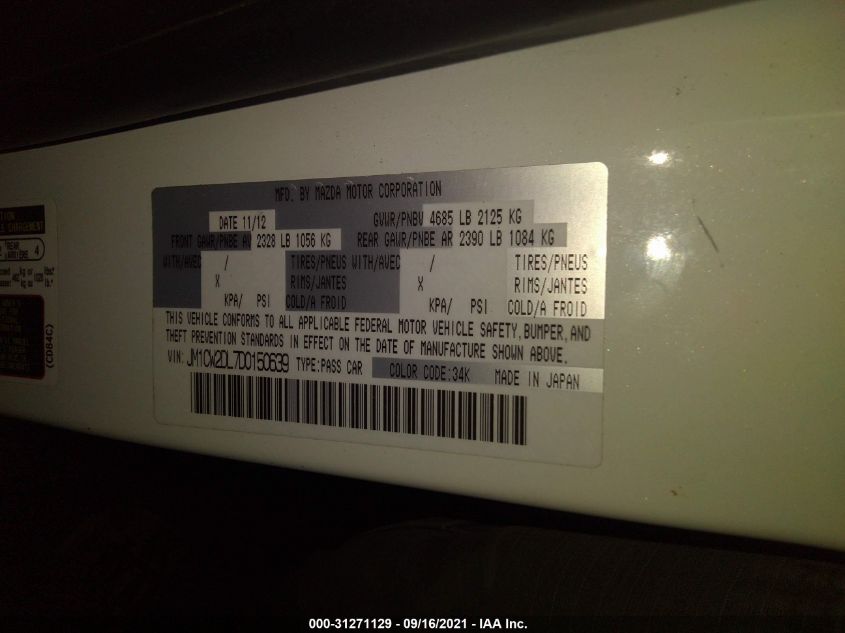 MFD. BY MAZDA MOTOR CORPORATION
DATE 11/12 GVWR/PNBV 4685 LB 2125 KG
FRONT GAWR/PNBE AV 2328 LB 1056 KG REAR GAWR/PNBE AR 2390 LB 1084 KG
WITH/AVEC / TIRES/PNEUS WITH/AVEC / TIRES/PNEUS
X RIMS/JANTES X RIMS/JANTES
KPA/ PSI COLD/A FROID KPA/ PSI COLD/A FROID
THIS VEHICLE CONFORMS TO ALL APPLICABLE FEDERAL MOTOR VEHICLE SAFETY, BUMPER, AND
THEFT PREVENTION STANDARDS IN EFFECT ON THE DATE OF MANUFACTURE SHOWN ABOVE.
VIN: JM1CW2DL7D0150639 TYPE:PASS CAR COLOR CODE:34K MADE IN JAPAN
REAR
ARRIERE 4
(CD84C)
000-31271129 - 09/16/2021 - IAA Inc.